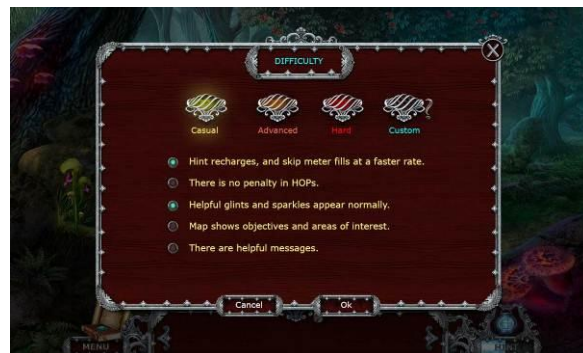 DIFFICULTY
Casual
Advanced
Hard
Custom
?
Hint recharges, and skip meter fills at a faster rate.
There is no penalty in HOPs.
Helpful glints and sparkles appear normally.
Map shows objectives and areas of interest.
There are helpful messages.
Cancel
Ok
MENU
HINT